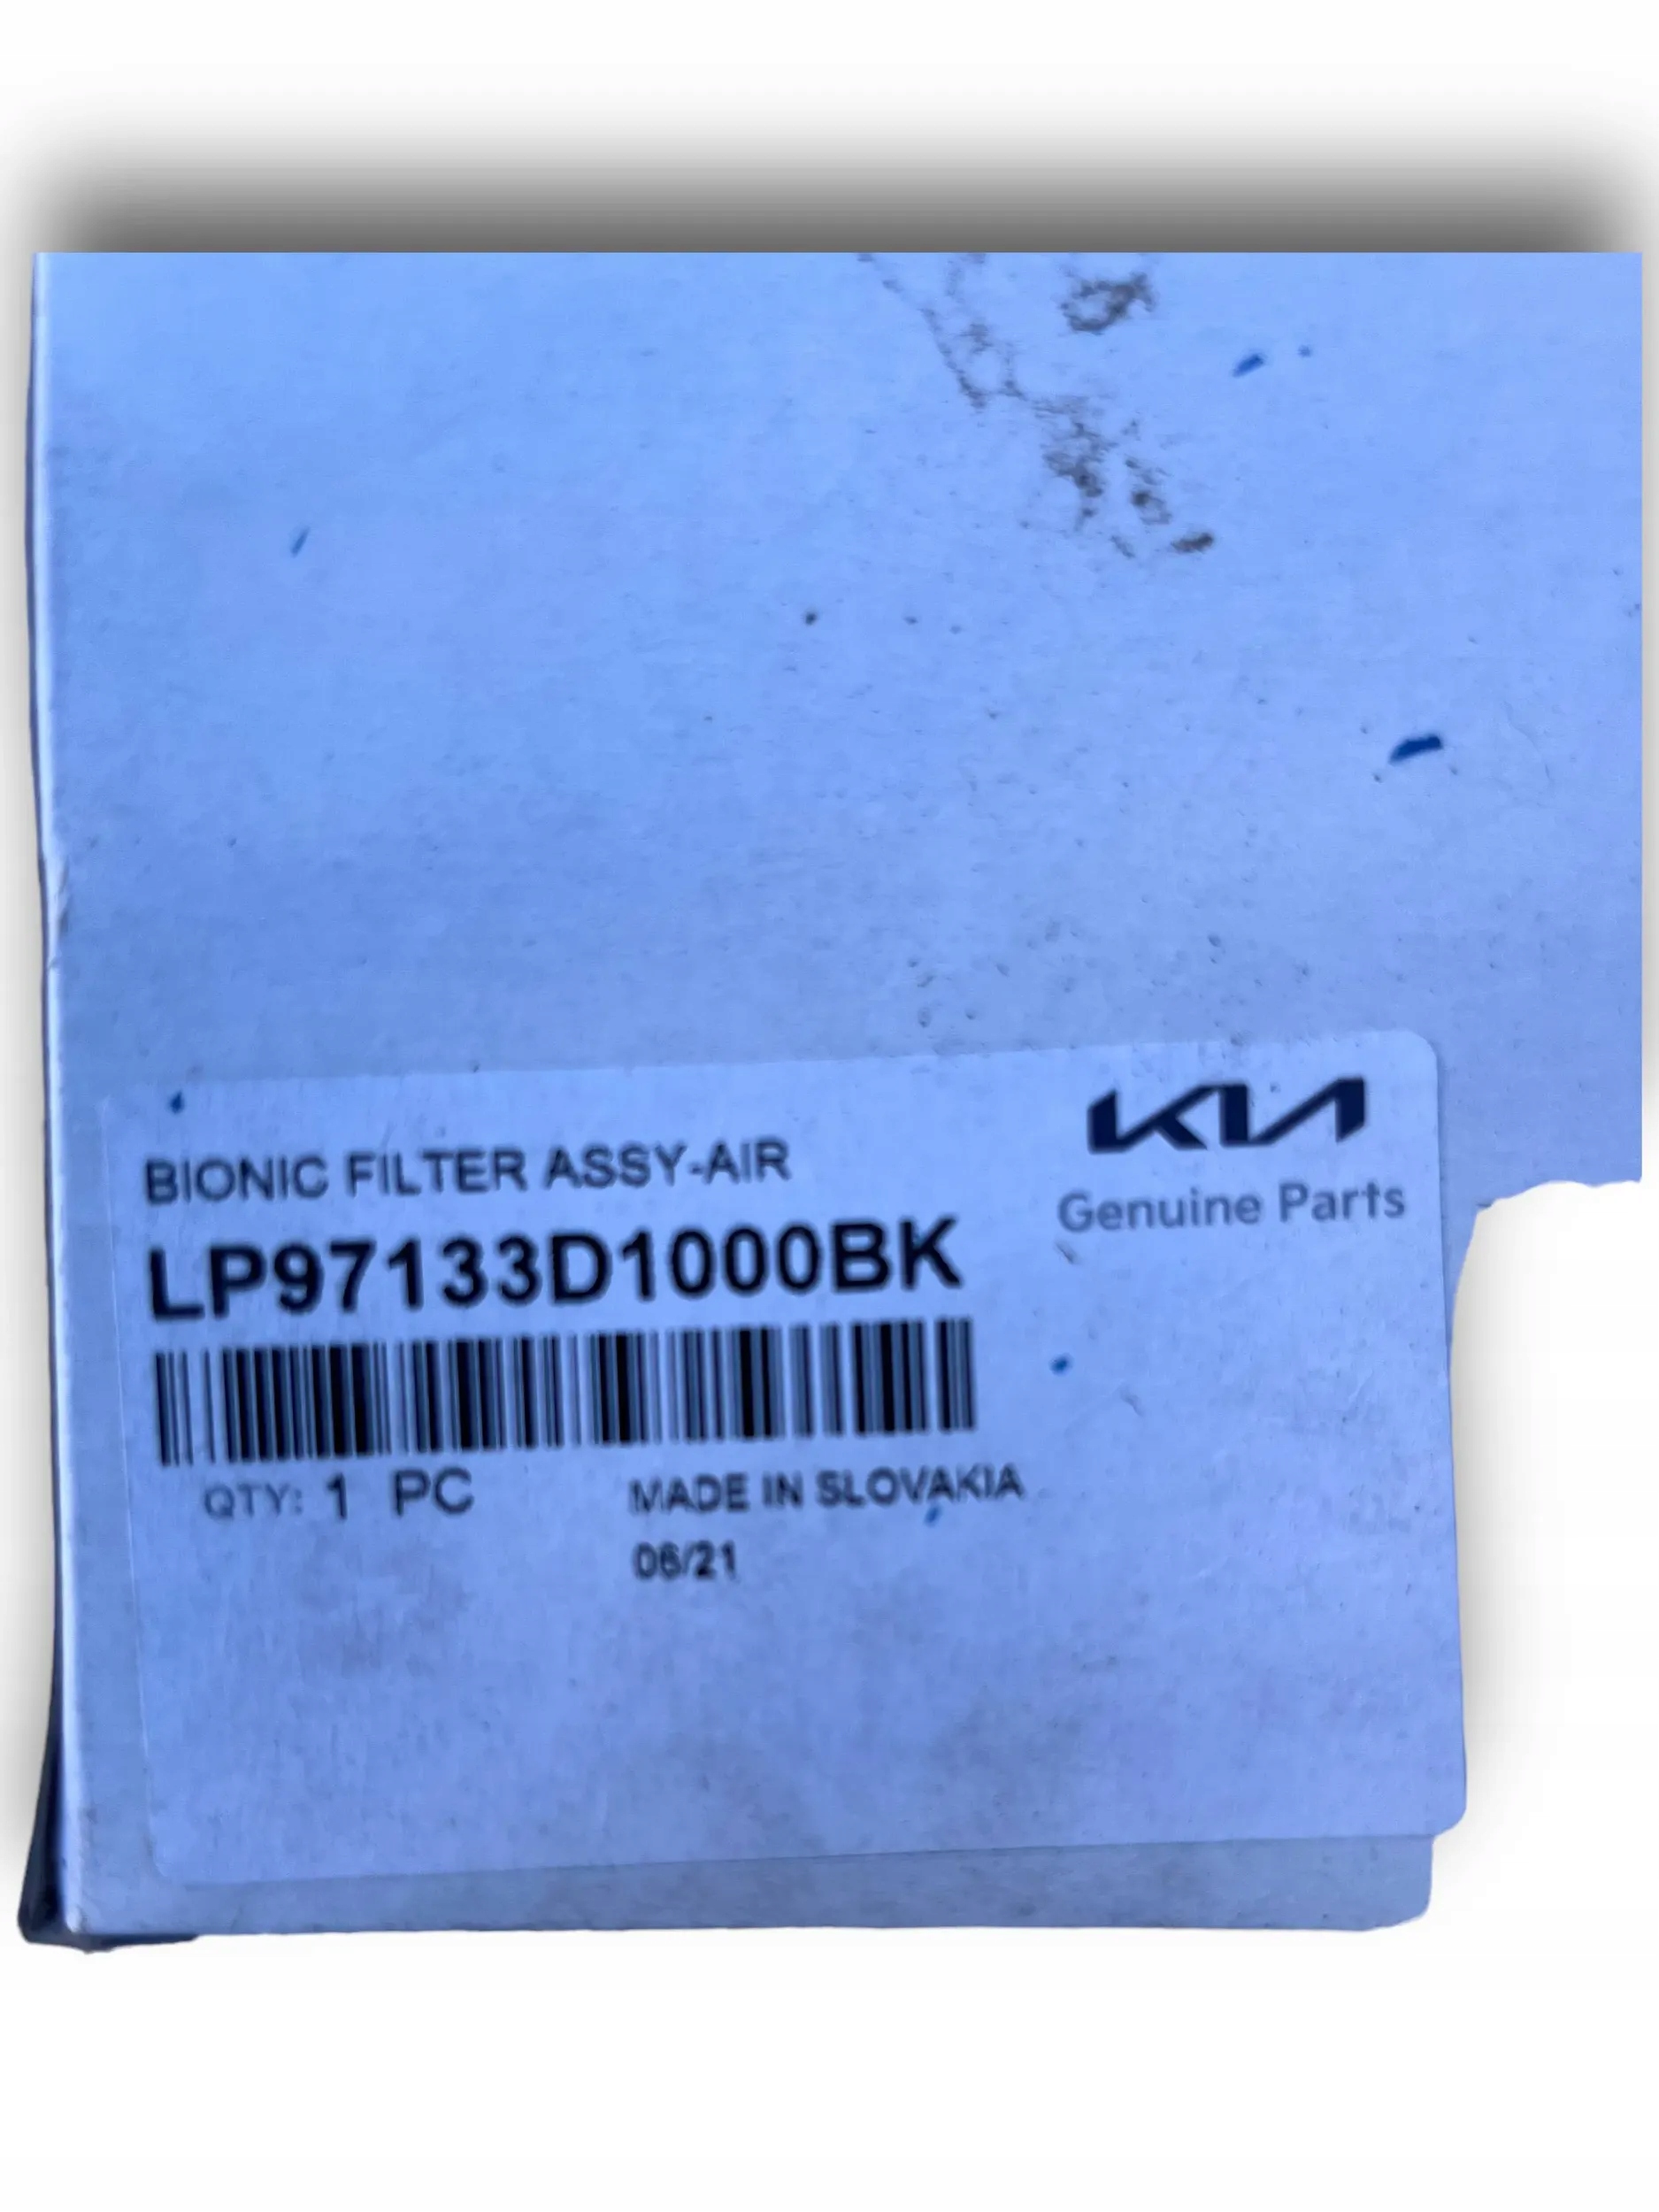 KIA
Genuine Parts
BIONIC FILTER ASSY-AIR
LP97133D1000BK
QTY: 1 PC
MADE IN SLOVAKIA
06/21